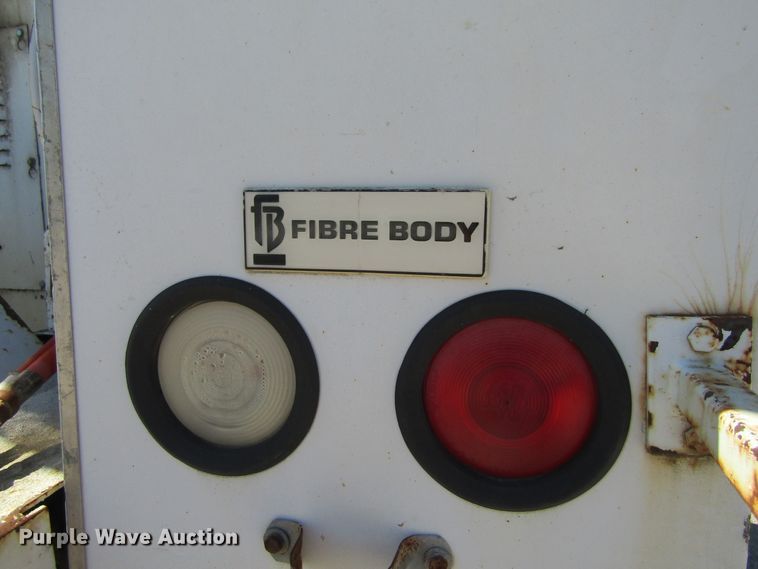 FB FIBRE BODY
Purple Wave Auction